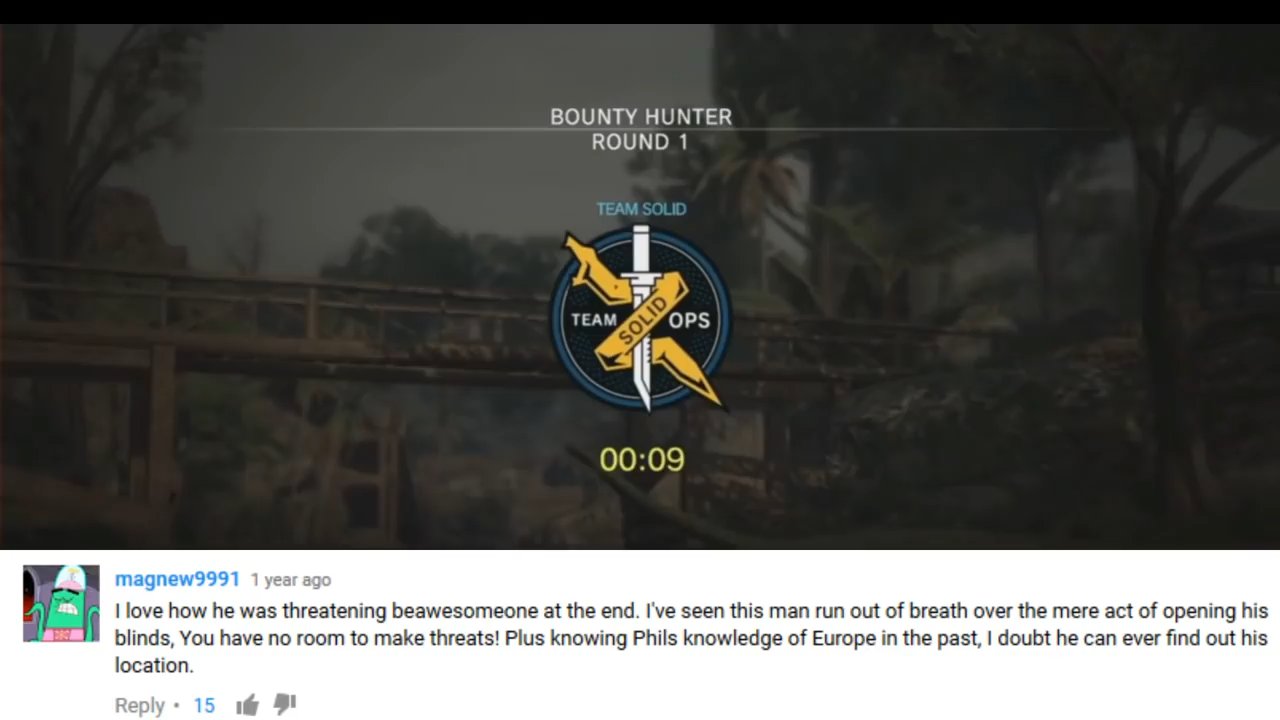 BOUNTY HUNTER
ROUND 1
TEAM SOLID
TEAM SOLID OPS
00:09
magnew9991 1 year ago
I love how he was threatening beawesomeone at the end. I've seen this man run out of breath over the mere act of opening his
blinds, You have no room to make threats! Plus knowing Phils knowledge of Europe in the past, I doubt he can ever find out his
location.
Reply • 15